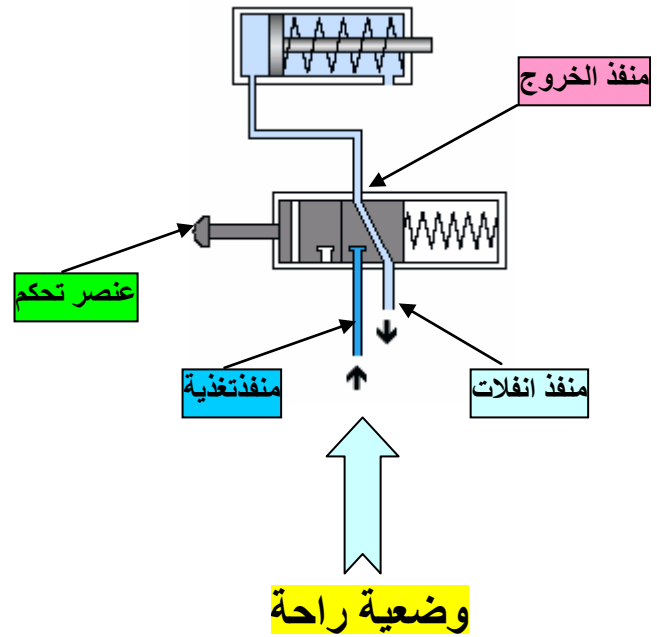 منفذ الخروج
عنصر تحكم
منفذتغذية
منفذ انفلات
وضعية راحة